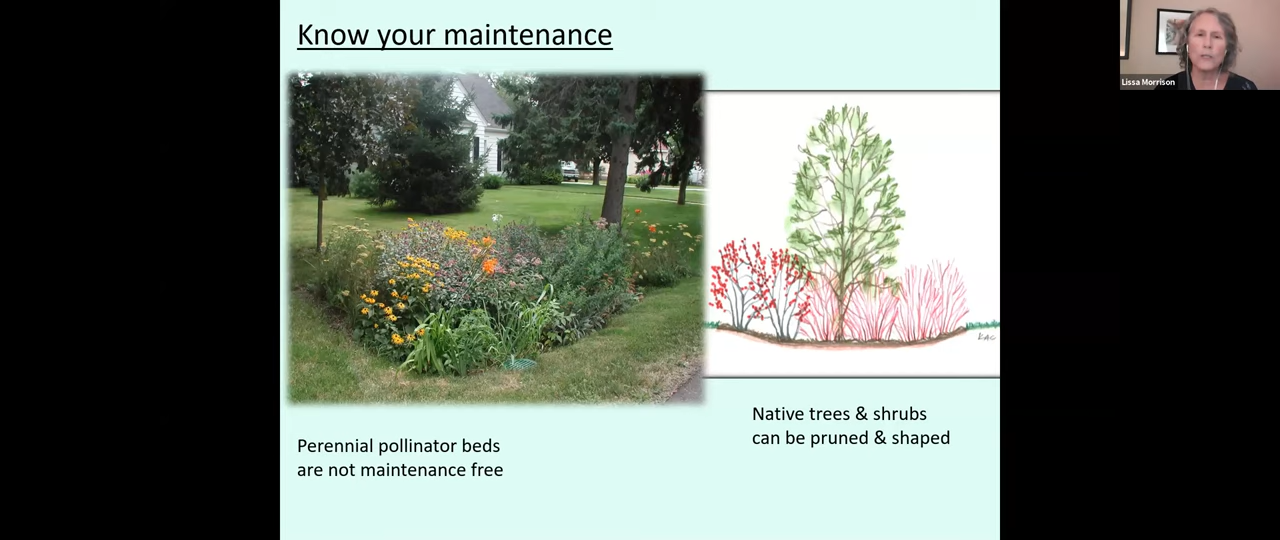 Know your maintenance
Lissa Morrison
Perennial pollinator beds
are not maintenance free
Native trees & shrubs
can be pruned & shaped
KAC